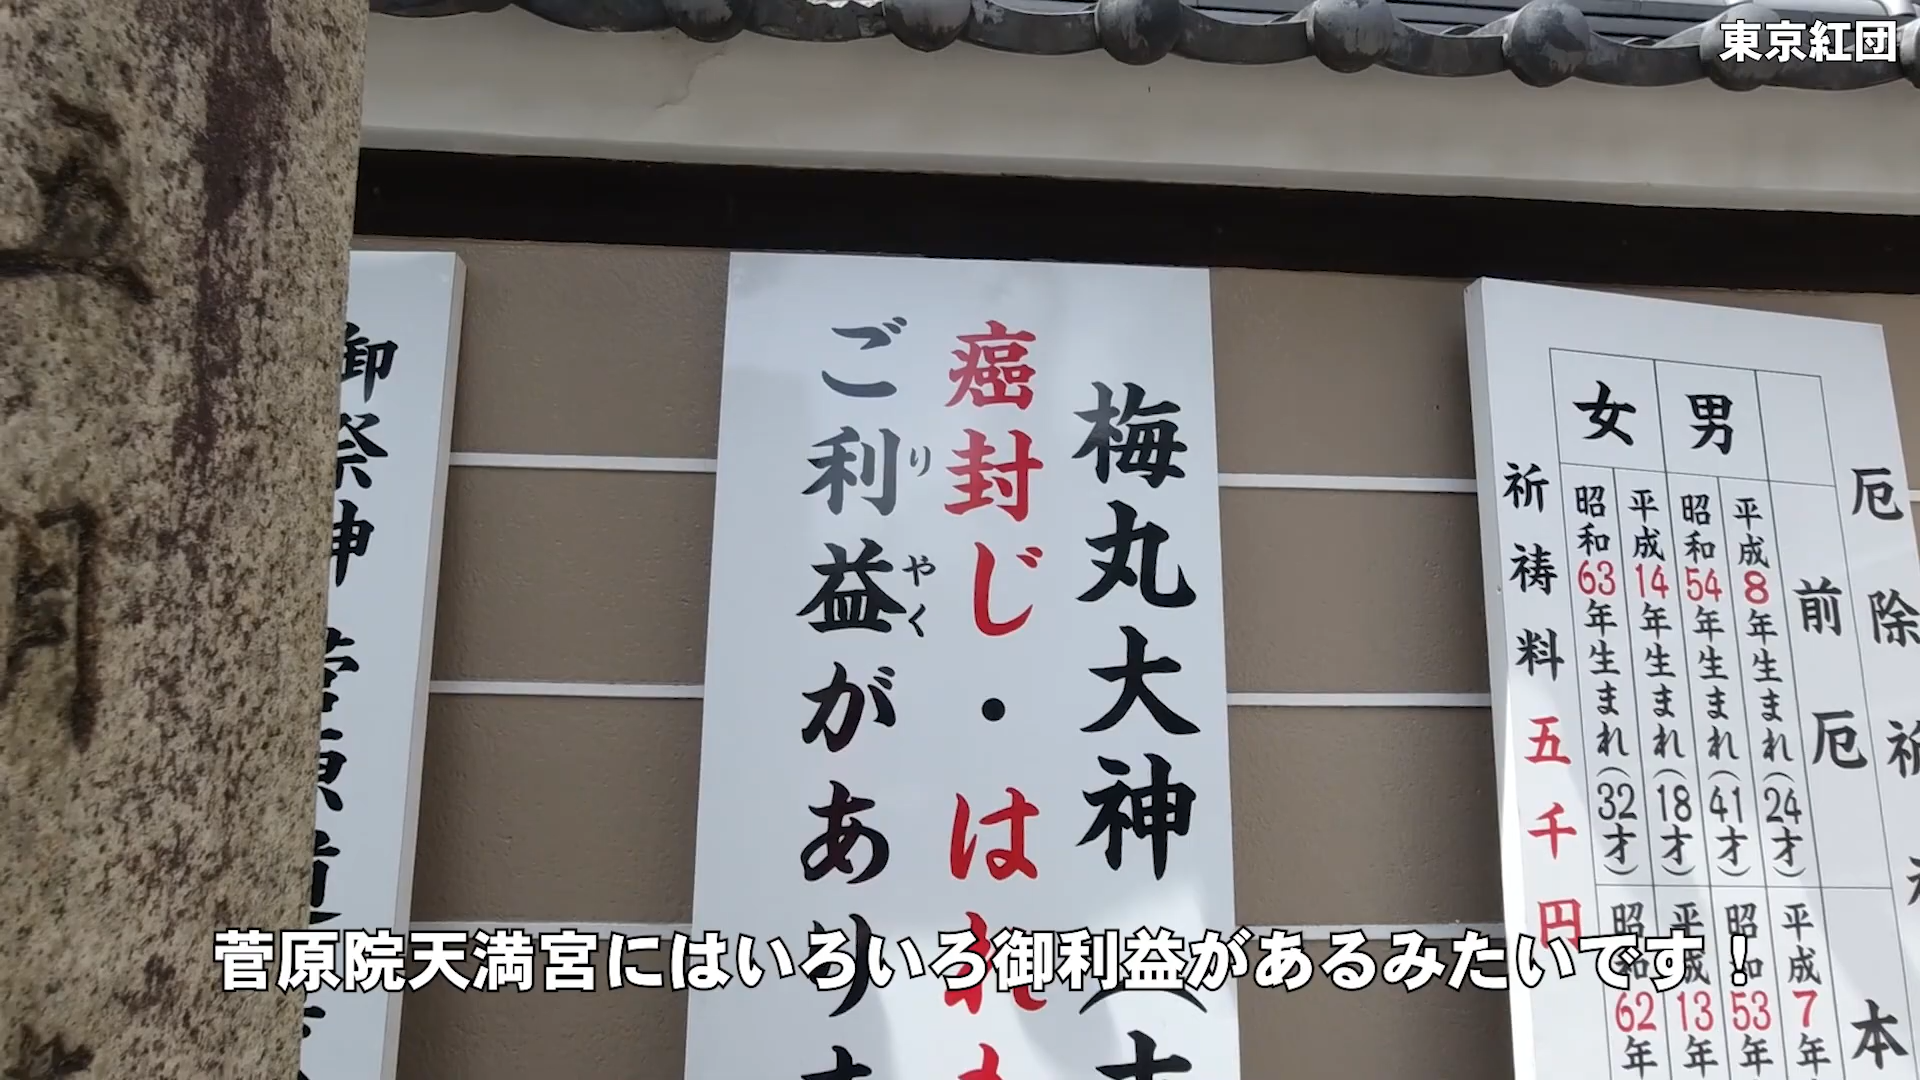 東京紅団
厄除祈
前厄
本
男
女
平成8年生まれ(24才)
昭和54年生まれ(41才)
平成14年生まれ(18才)
昭和63年生まれ(32才)
平成7年
昭和53年
平成13年
昭和62年
祈祷料 五千円
梅丸大神(
癌封じ・はれ
ご利益があり
り
やく
御祭神 菅原道
菅原院天満宮にはいろいろ御利益があるみたいです！